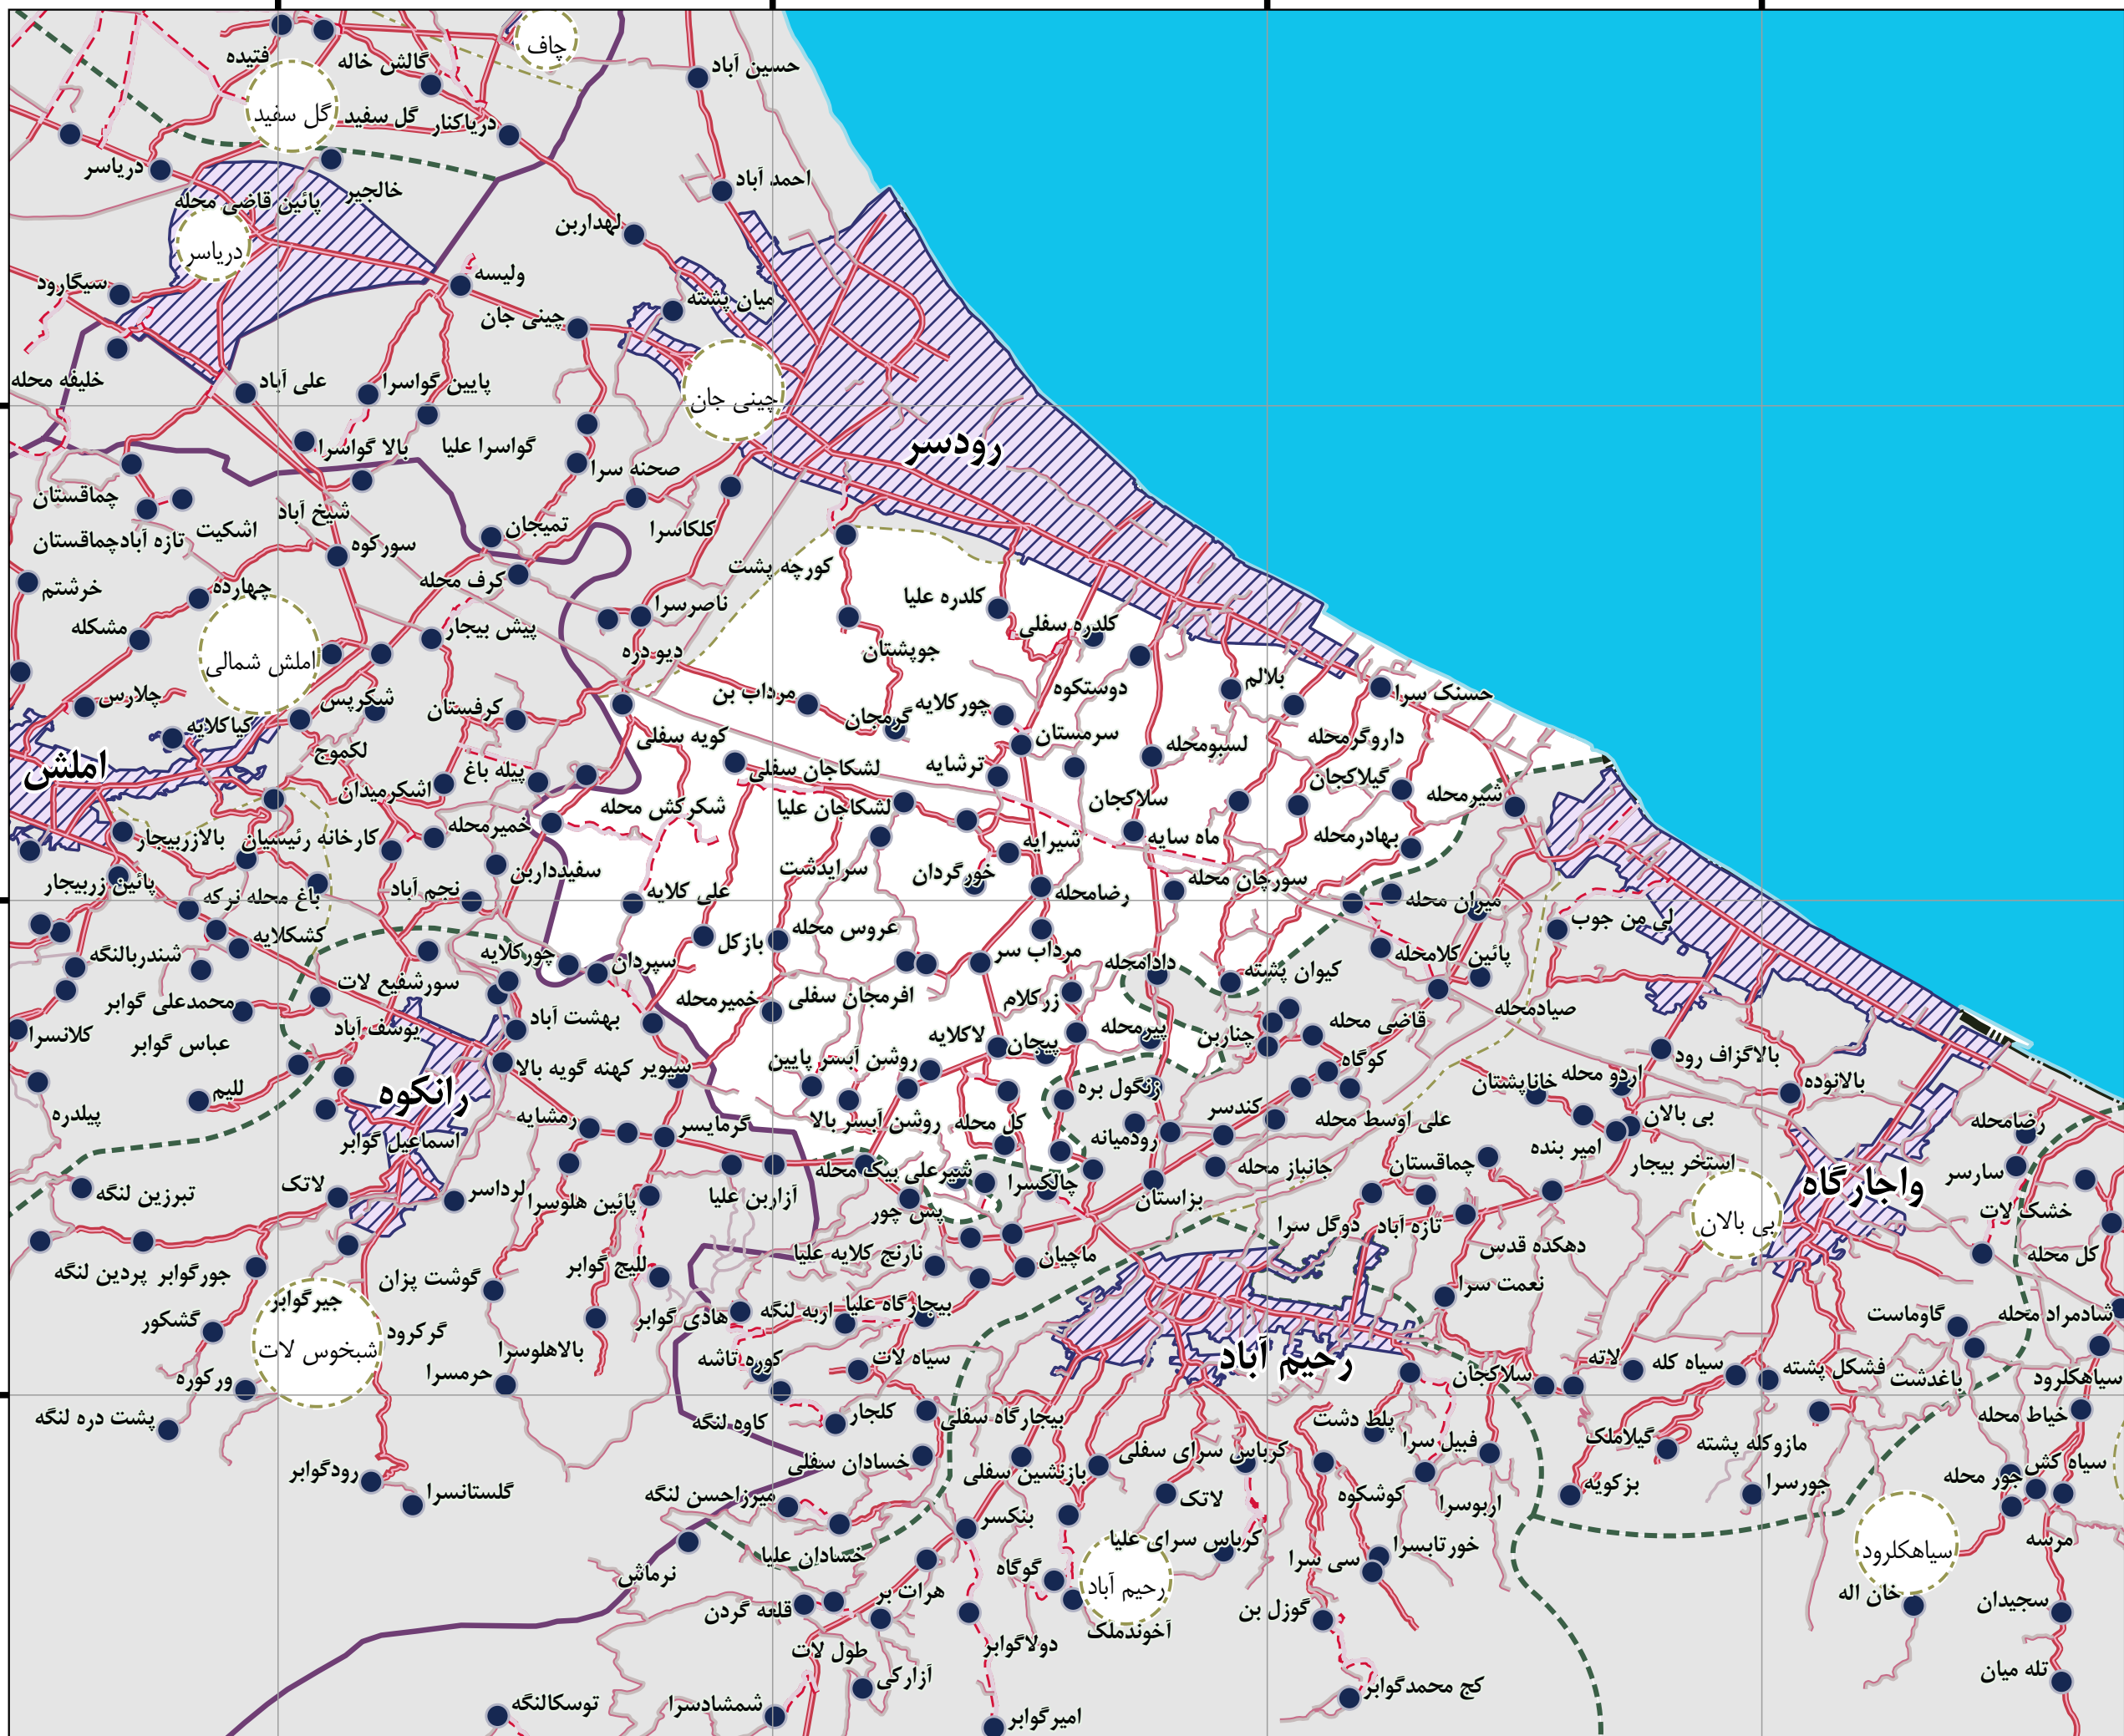 چاف
فتیده
گالش خاله
حسین آباد
گل سفید
گل سفید
دریاکنار
دریاسر
خالجیر
احمد آباد
پائین قاضی محله
دریاسر
لهداربن
سیگارود
ولیسه
میان پشته
چینی جان
خلیفه محله
علی آباد
پایین گواسرا
چینی جان
بالا گواسرا
گواسرا علیا
رودسر
صحنه سرا
چماقستان
شیخ آباد
اشکیت
تمیجان
کلکاسرا
تازه آبادچماقستان
سورکوه
کورچه پشت
خرشتم
چهارده
کرف محله
کلدره علیا
مشکله
پیش بیجار
ناصرسرا
کلدره سفلی
املش شمالی
دیو دره
جوپشتان
چلارس
شکرپس
کرفستان
مرداب بن
گرمجان
چورکلایه
دوستکوه
بلالم
حسنک سرا
کیاکلایه
لکموج
کویه سفلی
سرمستان
لسبومحله
داروگرمحله
املش
اشکرمیدان
پیله باغ
لشکاجان سفلی
ترشایه
گیلاکجان
شکرکش محله
لشکاجان علیا
سلاکجان
شیرمحله
بالازربیجار
کارخانه رئیسیان
خمیرمحله
شیرایه
ماه سایه
بهادرمحله
پائین زربیجار
باغ محله نرکه
نجم آباد
سفیدداربن
علی کلایه
سرایدشت
خورگردان
رضامحله
سورچان محله
میران محله
لی من جوب
شندربالنگه
کشکلایه
چورکلایه
سپردان
بازکل
عروس محله
مرداب سر
دادامحله
کیوان پشته
پائین کلامحله
محمدعلی گوابر
سورشفیع لات
خمیرمحله
افرمجان سفلی
زرکلام
صیادمحله
کلانسرا
عباس گوابر
یوسف آباد
بهشت آباد
لاکلایه
پیجان
پیرمحله
چناربن
قاضی محله
پیلدره
للیم
رانکوه
سیویر کهنه گویه بالا
روشن آبسر پایین
زنگول بره
کوگاه
خاناپشتان
اردو محله
بالاگزاف رود
بالانوده
اسماعیل گوابر
رمشایه
گرمایسر
روشن آبسر بالا
کل محله
رودمیانه
کندسر
علی اوسط محله
امیر بنده
بی بالان
رضامحله
تبرزین لنگه
لاتک
لرداسر
پائین هلوسرا
آزاربن علیا
شیرعلی بیک محله
چالکسرا
بزاستان
جانباز محله
چماقستان
استخر بیجار
واجارگاه
سارسر
پس چور
دوگل سرا
تازه آباد
بی بالان
خشک لات
جورگوابر پردین لنگه
گوشت پزان
للیج گوابر
نارنج کلایه علیا
ماچیان
دهکده قدس
کل محله
گشکور
جیرگوابر
شبخوس لات
گرکرود
هادی گوابر
اربه لنگه
بیجارگاه علیا
نعمت سرا
گاوماست
شادمراد محله
ورکوره
حرمسرا
بالاهلوسرا
کوره تاشه
سیاه لات
رحیم آباد
سلاکجان
لاته
سیاه کله
فشکل پشته
باغدشت
سیاهکلرود
پشت دره لنگه
کاوه لنگه
کلجار
بیجارگاه سفلی
پلط دشت
گیلاملک
مازوکله پشته
خیاط محله
رودگوابر
گلستانسرا
خسادان سفلی
بازنشین سفلی
کرباس سرای سفلی
فبیل سرا
بزکویه
جورسرا
جور محله
سیاه کش
میرزاحسن لنگه
بنکسر
لاتک
کوشکوه
اربوسرا
نرماش
خسادان علیا
کرباس سرای علیا
سی سرا
خورتابسرا
سیاهکلرود
مرسه
هرات بر
گوگاه
رحیم آباد
خان اله
قلعه گردن
طول لات
دولاگوابر
آخوندملک
گوزل بن
سجیدان
آزارکی
کج محمدگوابر
تله میان
توسکالنگه
شمشادسرا
امیرگوابر